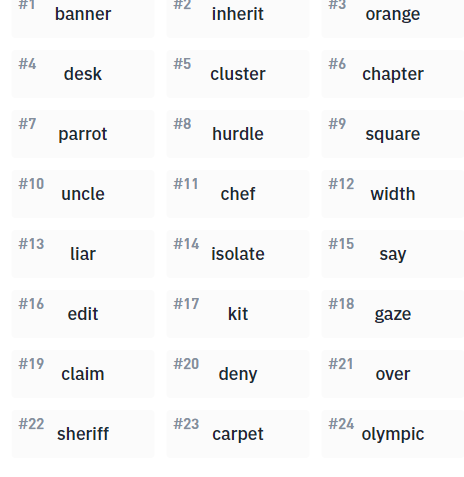 #1 banner #2 inherit #3 orange
#4 desk #5 cluster #6 chapter
#7 parrot #8 hurdle #9 square
#10 uncle #11 chef #12 width
#13 liar #14 isolate #15 say
#16 edit #17 kit #18 gaze
#19 claim #20 deny #21 over
#22 sheriff #23 carpet #24 olympic